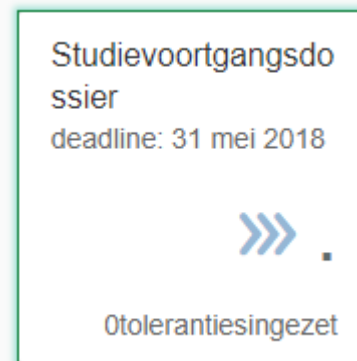 Studievoortgangsdo
ssier
deadline: 31 mei 2018
.
0tolerantiesingezet